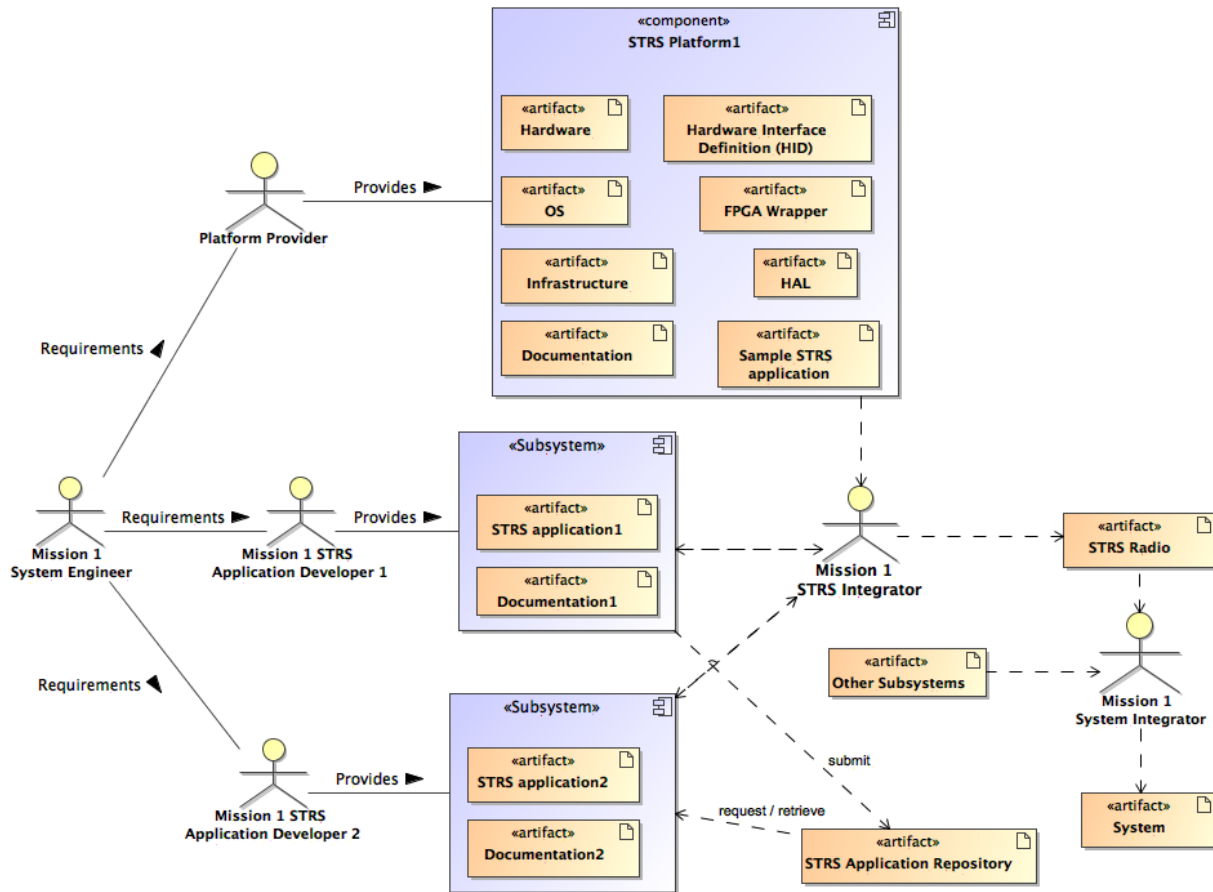 «component»
STRS Platform1
«artifact»
Hardware
«artifact»
Hardware Interface
Definition (HID)
«artifact»
OS
«artifact»
FPGA Wrapper
«artifact»
Infrastructure
«artifact»
HAL
«artifact»
Documentation
«artifact»
Sample STRS
application
Provides
Platform Provider
Requirements
Mission 1
System Engineer
Requirements
Mission 1 STRS
Application Developer 1
Provides
«Subsystem»
«artifact»
STRS application1
«artifact»
Documentation1
Mission 1
STRS Integrator
«artifact»
STRS Radio
«artifact»
Other Subsystems
Mission 1
System Integrator
Requirements
Mission 1 STRS
Application Developer 2
Provides
«Subsystem»
«artifact»
STRS application2
«artifact»
Documentation2
submit
request / retrieve
«artifact»
STRS Application Repository
«artifact»
System